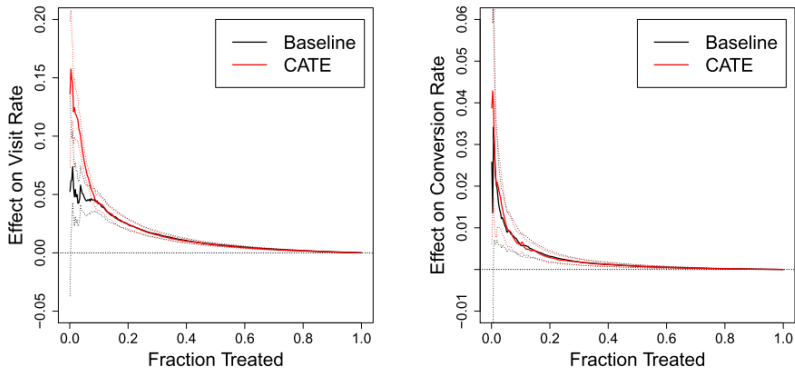 Effect on Visit Rate
−0.05 0.00 0.05 0.10 0.15 0.20
Baseline
CATE
0.0 0.2 0.4 0.6 0.8 1.0
Fraction Treated
Effect on Conversion Rate
−0.01 0.01 0.02 0.03 0.04 0.05 0.06
Baseline
CATE
0.0 0.2 0.4 0.6 0.8 1.0
Fraction Treated